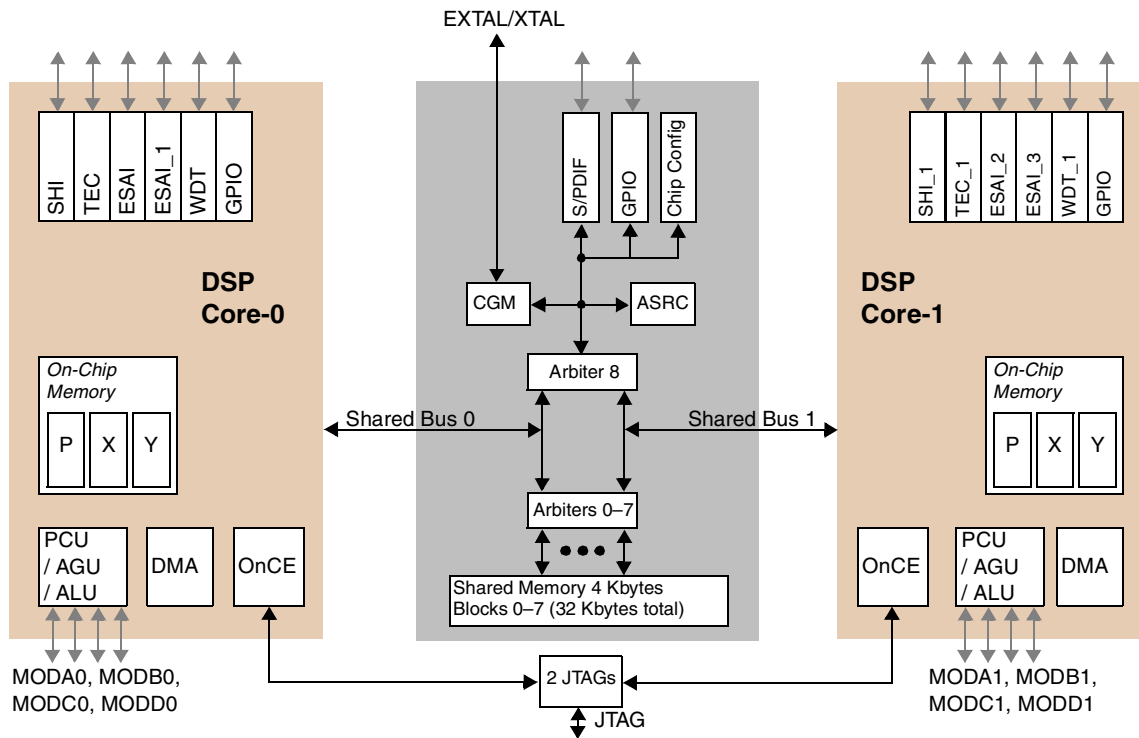 EXTAL/XTAL
SHI
TEC
ESAI
ESAI_1
WDT
GPIO
S/PDIF
GPIO
Chip Config
SHI_1
TEC_1
ESAI_2
ESAI_3
WDT_1
GPIO
DSP
Core-0
CGM
ASRC
DSP
Core-1
On-Chip
Memory
P
X
Y
Arbiter 8
Shared Bus 0
Shared Bus 1
On-Chip
Memory
P
X
Y
Arbiters 0–7
PCU
/ AGU
/ ALU
DMA
OnCE
Shared Memory 4 Kbytes
Blocks 0–7 (32 Kbytes total)
OnCE
PCU
/ AGU
/ ALU
DMA
MODA0, MODB0,
MODC0, MODD0
2 JTAGs
JTAG
MODA1, MODB1,
MODC1, MODD1